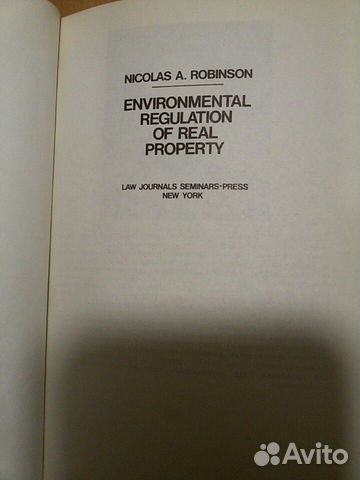 NICOLAS A. ROBINSON
ENVIRONMENTAL
REGULATION
OF REAL
PROPERTY
LAW JOURNALS SEMINARS-PRESS
NEW YORK
Avito